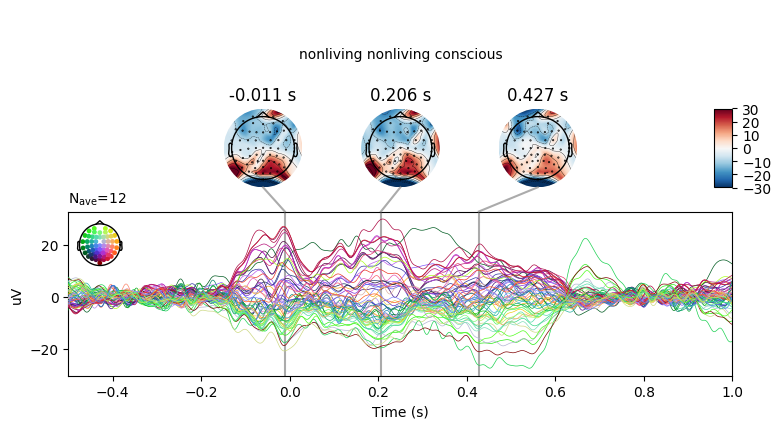 nonliving nonliving conscious
-0.011 s 0.206 s 0.427 s
30
20
10
0
−10
−20
−30
Nave=12
20
0
−20
uV
−0.4 −0.2 0.0 0.2 0.4 0.6 0.8 1.0
Time (s)